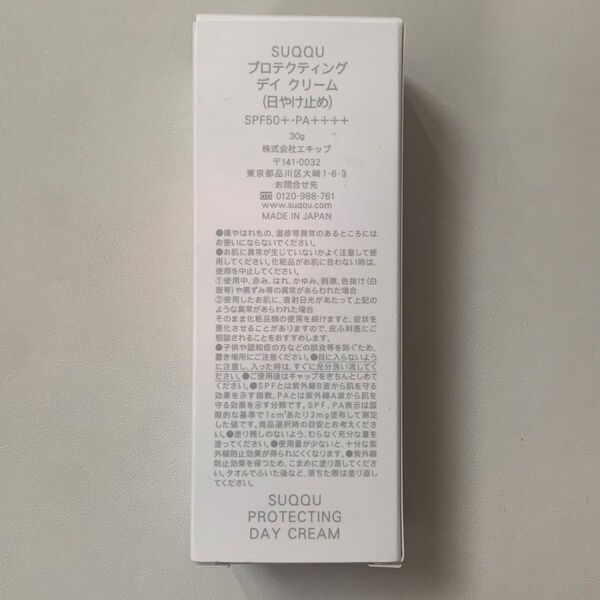 SUQQU
プロテクティング
デイ クリーム
(日やけ止め)
SPF50+・PA++++
30g
株式会社エキップ
〒141-0032
東京都品川区大崎1-6-3
お問合せ先
0120-988-761
www.suqqu.com
MADE IN JAPAN
●傷やはれもの、湿疹等異常のあるところには
お使いにならないでください。
●お肌に異常が生じていないかよく注意して使
用してください。化粧品がお肌に合わない時は、
使用を中止してください。
①使用中、赤み、はれ、かゆみ、刺激、色抜け(白
斑等)や黒ずみ等の異常があらわれた場合
②使用したお肌に、直射日光があたって上記のよ
うな異常があらわれた場合
そのまま化粧品類の使用を続けますと、症状を
悪化させることがありますので、皮ふ科医にご
相談されることをおすすめします。
●子供や認知症の方などの誤食等を防ぐため、
置き場所にご注意ください。●目に入らないよう
に注意し、入った時は、すぐに充分洗い流してく
ださい。●ご使用後はキャップをきちんとしめて
ください。●SPFとは紫外線B波から肌を守る
効果を示す指数、PAとは紫外線A波から肌を守
る効果を示す分類です。SPF、PA表示は国
際的な基準で1cm²あたり2mg塗布して測定
した値です。商品選択時の目安とお考えくださ
い。●塗り残しのないよう、むらなく充分な量を
塗ってください。●使用量が少ないと、十分な紫
外線防止効果が得られにくくなります。●紫外線
防止効果を保つため、こまめに塗り直してくださ
い。タオルでふいた後など、落ちた際は塗り直し
てください。
SUQQU
PROTECTING
DAY CREAM